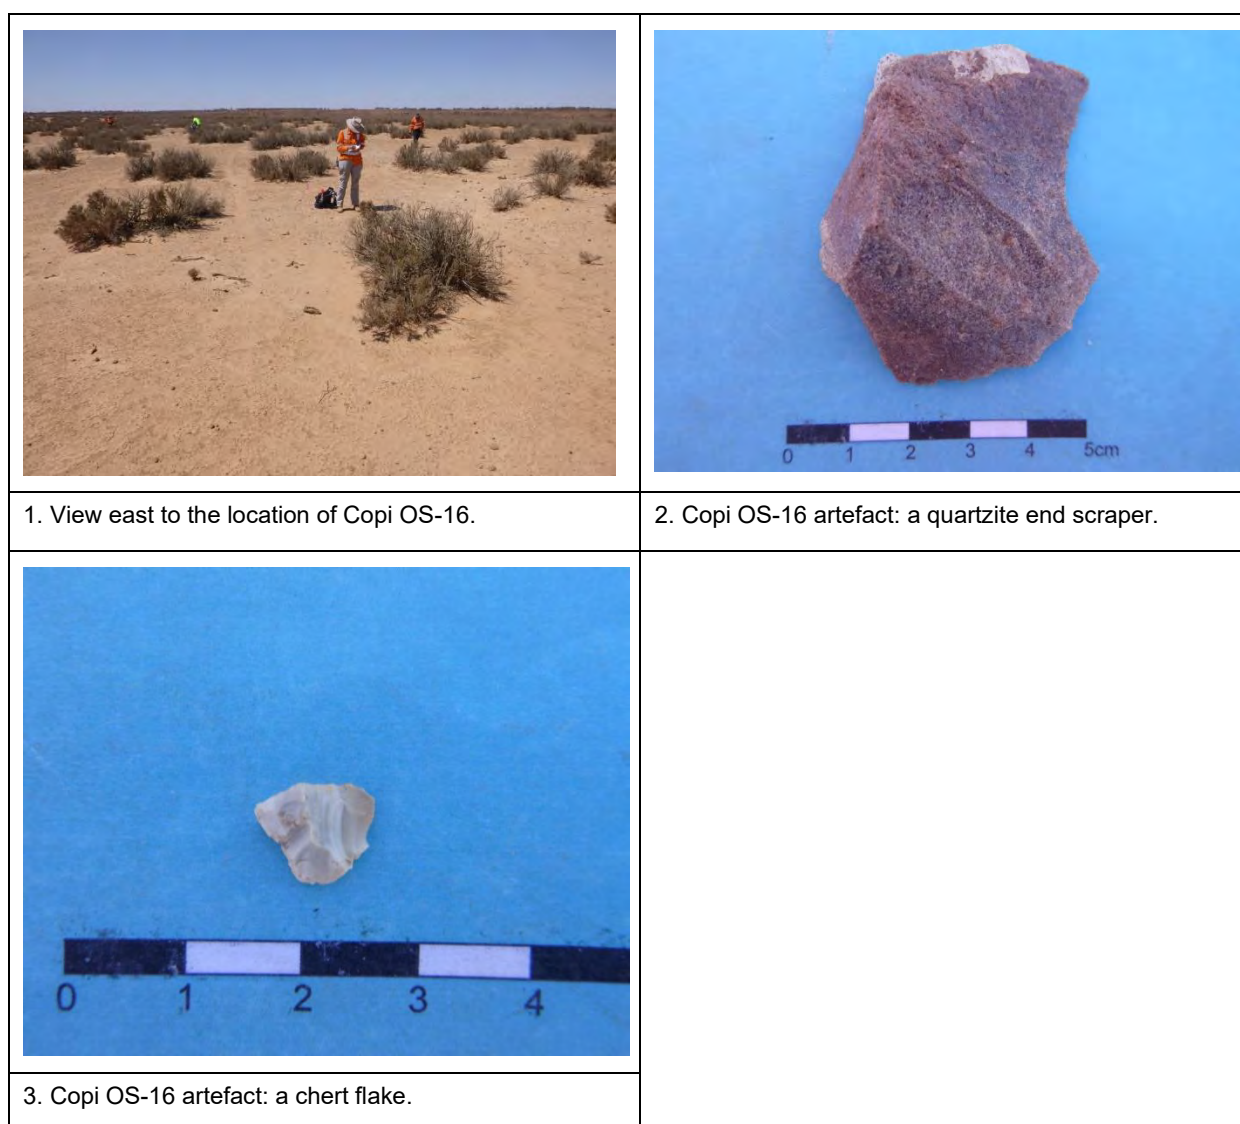 0 1 2 3 4 5cm
1. View east to the location of Copi OS-16.
2. Copi OS-16 artefact: a quartzite end scraper.
0 1 2 3 4
3. Copi OS-16 artefact: a chert flake.